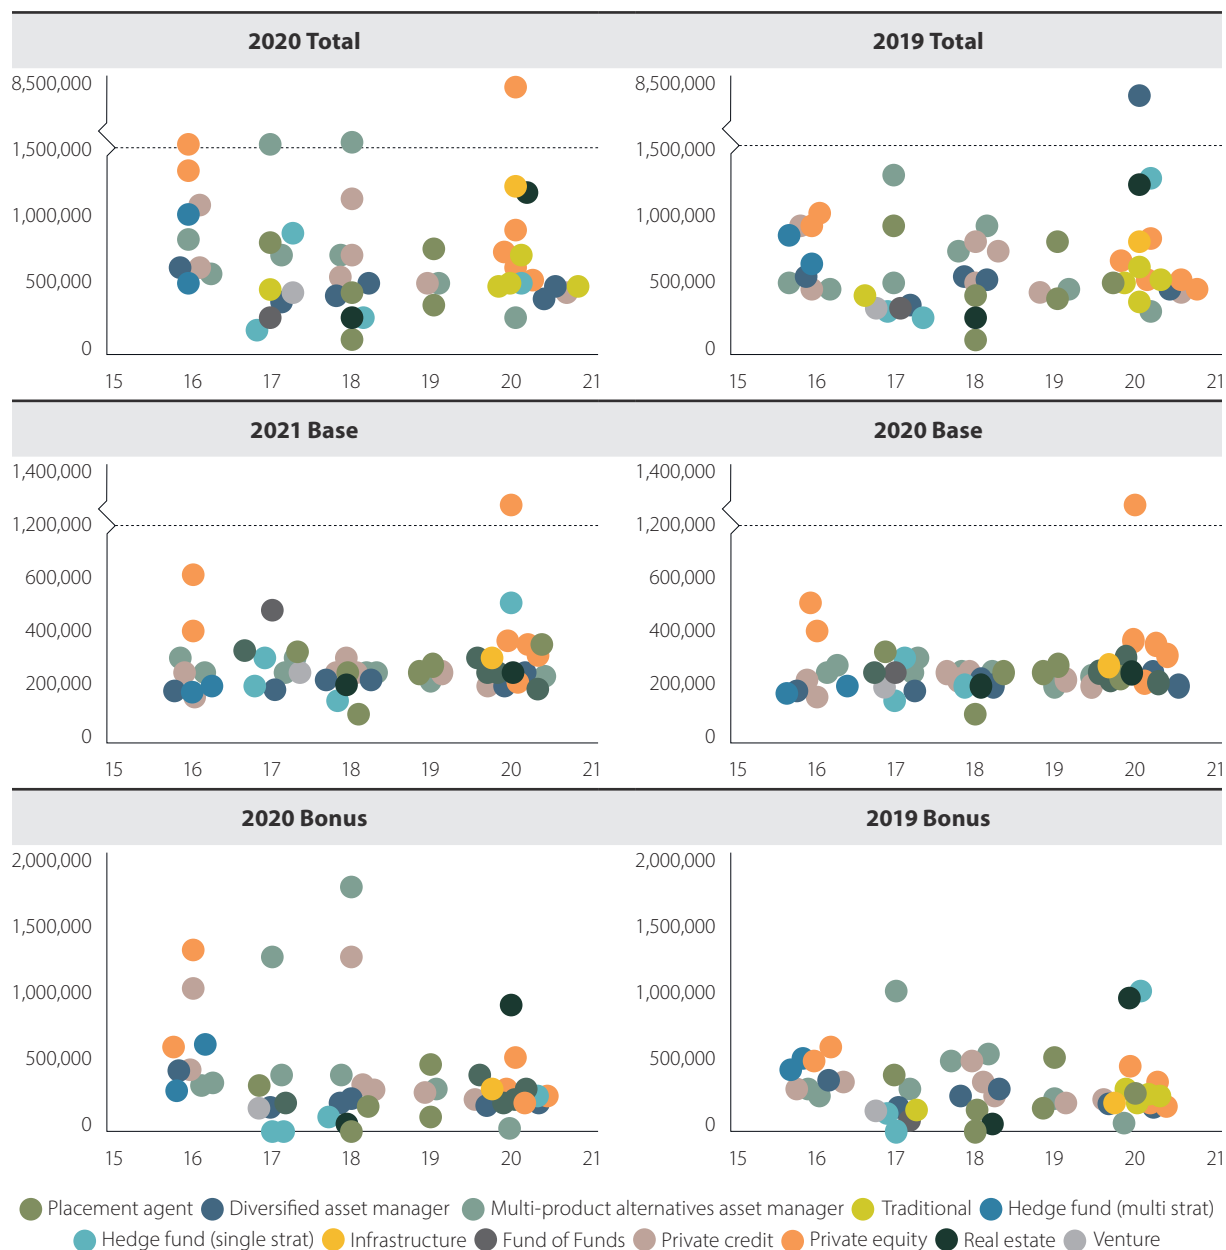 2020 Total 2019 Total
8,500,000 8,500,000
1,500,000 1,500,000
1,000,000 1,000,000
500,000 500,000
0 0
15 16 17 18 19 20 21 15 16 17 18 19 20 21
2021 Base 2020 Base
1,400,000 1,400,000
1,200,000 1,200,000
600,000 600,000
400,000 400,000
200,000 200,000
0 0
15 16 17 18 19 20 21 15 16 17 18 19 20 21
2020 Bonus 2019 Bonus
2,000,000 2,000,000
1,500,000 1,500,000
1,000,000 1,000,000
500,000 500,000
0 0
15 16 17 18 19 20 21 15 16 17 18 19 20 21
Placement agent Diversified asset manager Multi-product alternatives asset manager Traditional Hedge fund (multi strat)
Hedge fund (single strat) Infrastructure Fund of Funds Private credit Private equity Real estate Venture